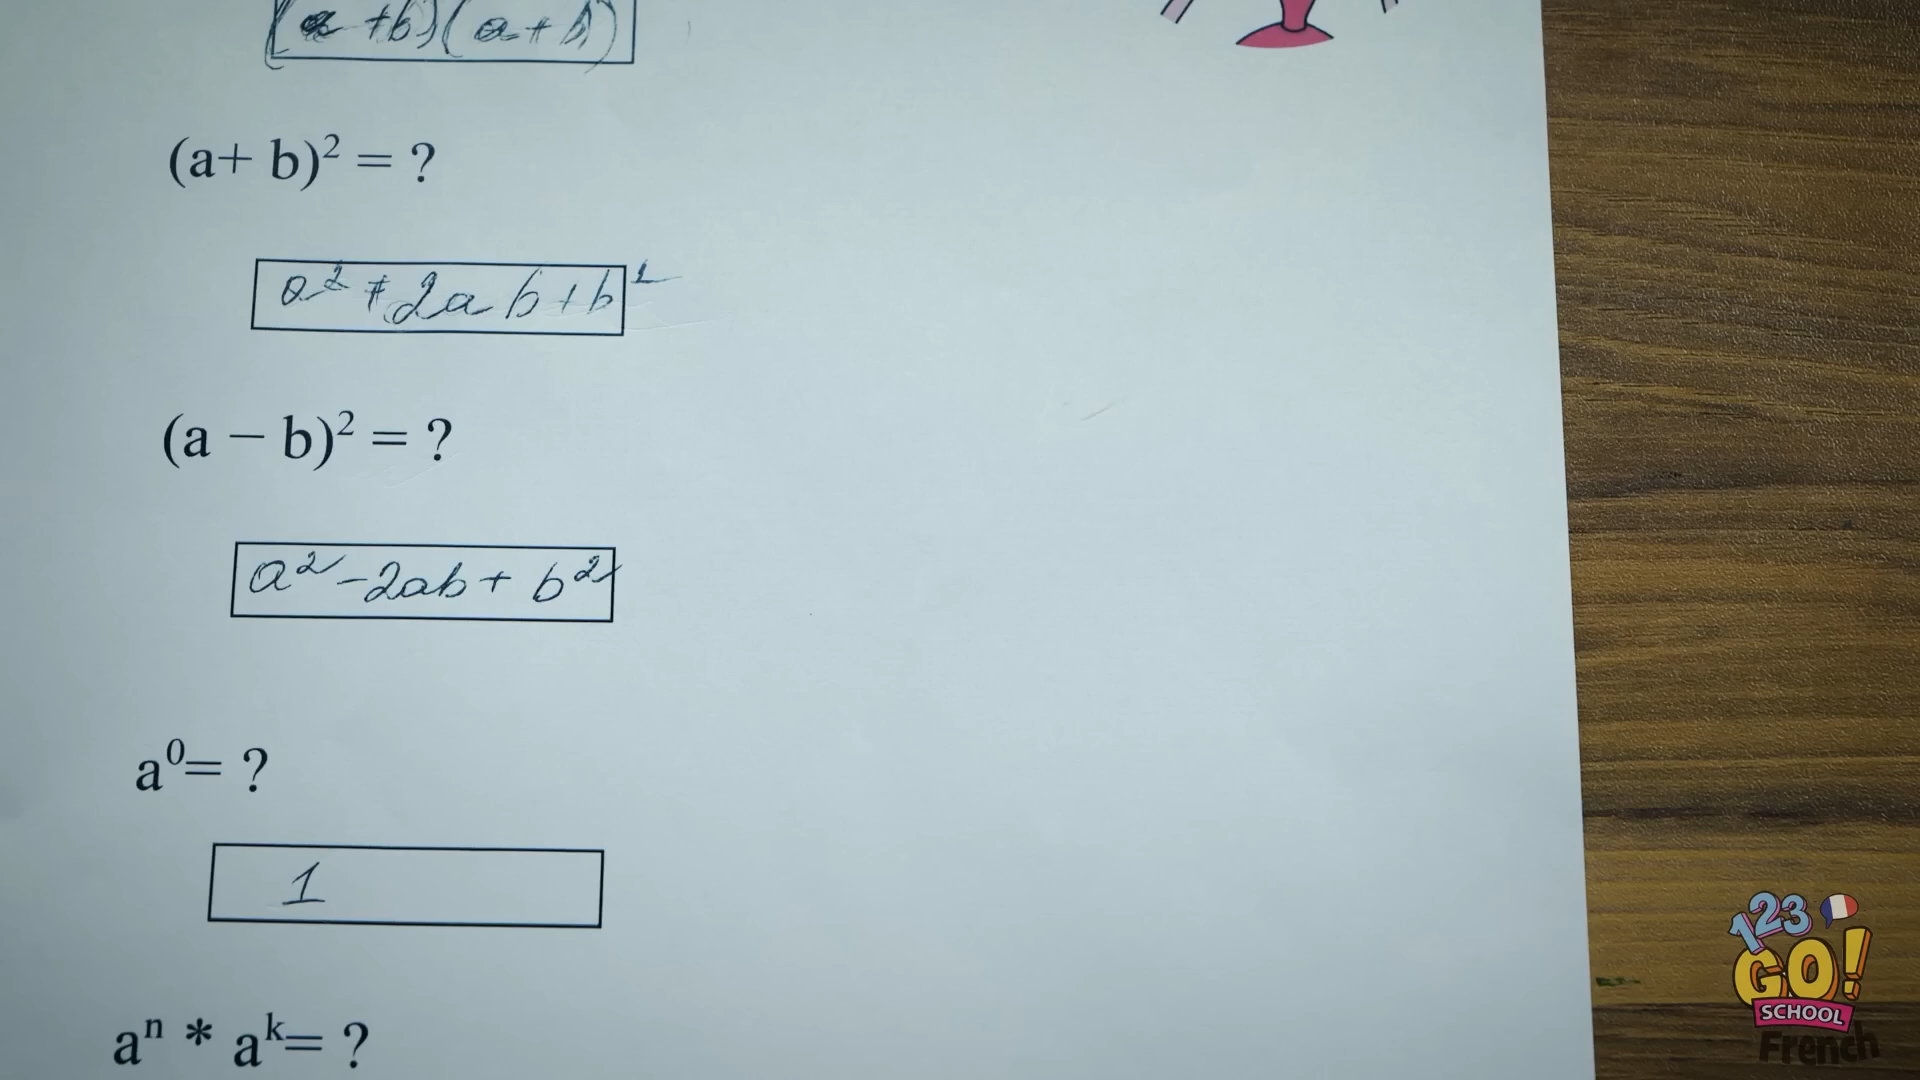 (a +b)(a+b)
(a+ b)² = ?
a² + 2ab+b²
(a − b)² = ?
a² -2ab+ b²
a⁰= ?
1
aⁿ * aᵏ= ?
123
GO!
SCHOOL
French